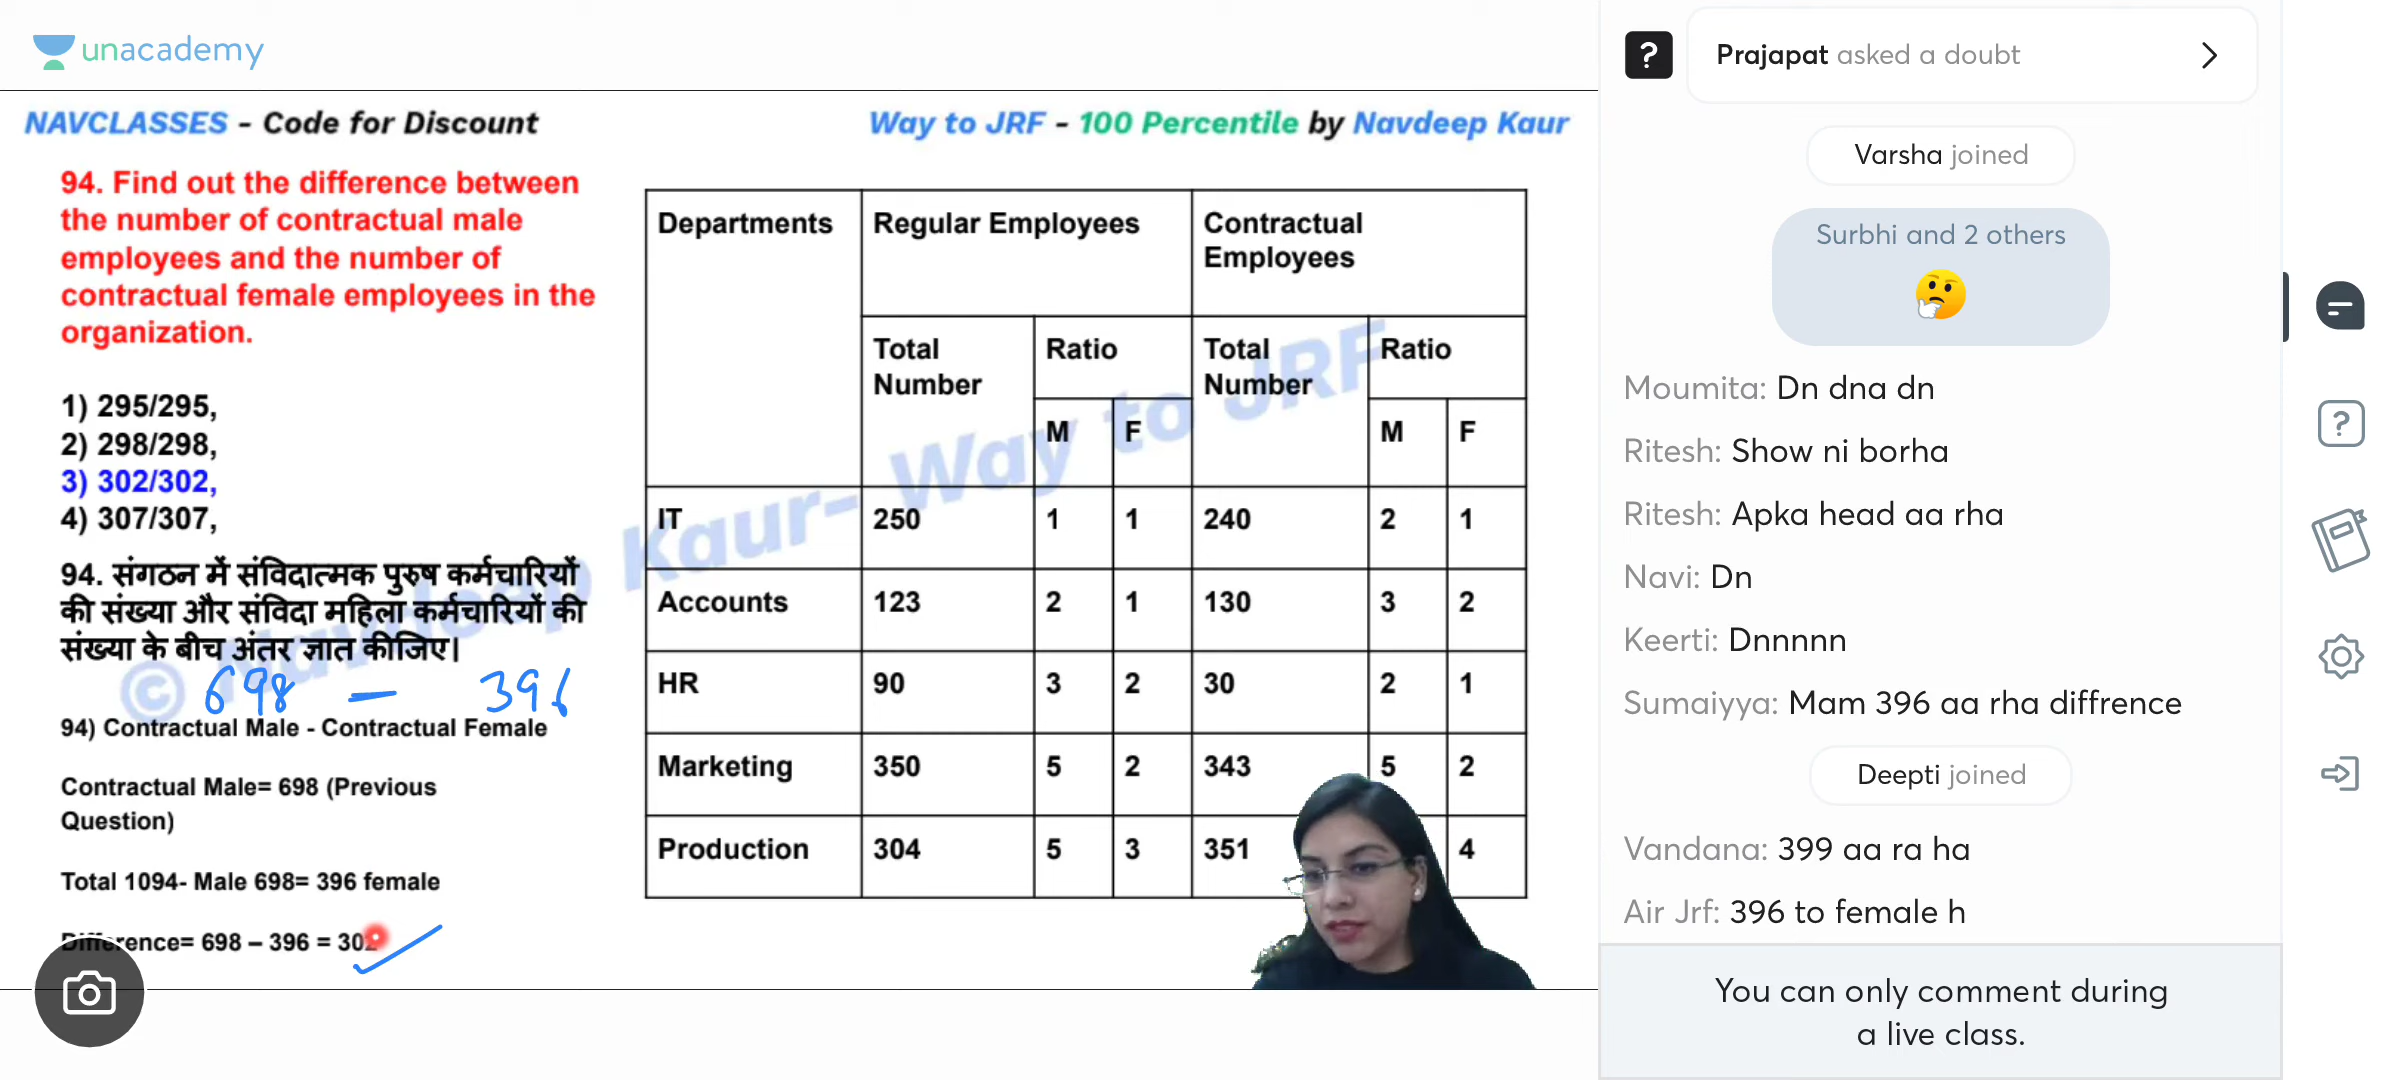 unacademy
NAVCLASSES - Code for Discount
Way to JRF - 100 Percentile by Navdeep Kaur
94. Find out the difference between
the number of contractual male
employees and the number of
contractual female employees in the
organization.
1) 295/295,
2) 298/298,
3) 302/302,
4) 307/307,
94. संगठन में संविदात्मक पुरुष कर्मचारियों
की संख्या और संविदा महिला कर्मचारियों की
संख्या के बीच अंतर ज्ञात कीजिए।
698 — 396
94) Contractual Male - Contractual Female
Contractual Male= 698 (Previous
Question)
Total 1094- Male 698= 396 female
Difference= 698 – 396 = 302
© Navdeep Kaur- Way to JRF
Departments Regular Employees Contractual
Employees
Total Ratio Total Ratio
Number Number
M F M F
IT 250 1 1 240 2 1
Accounts 123 2 1 130 3 2
HR 90 3 2 30 2 1
Marketing 350 5 2 343 5 2
Production 304 5 3 351 4
? Prajapat asked a doubt
Varsha joined
Surbhi and 2 others
Moumita: Dn dna dn
Ritesh: Show ni borha
Ritesh: Apka head aa rha
Navi: Dn
Keerti: Dnnnnn
Sumaiyya: Mam 396 aa rha diffrence
Deepti joined
Vandana: 399 aa ra ha
Air Jrf: 396 to female h
You can only comment during
a live class.
?